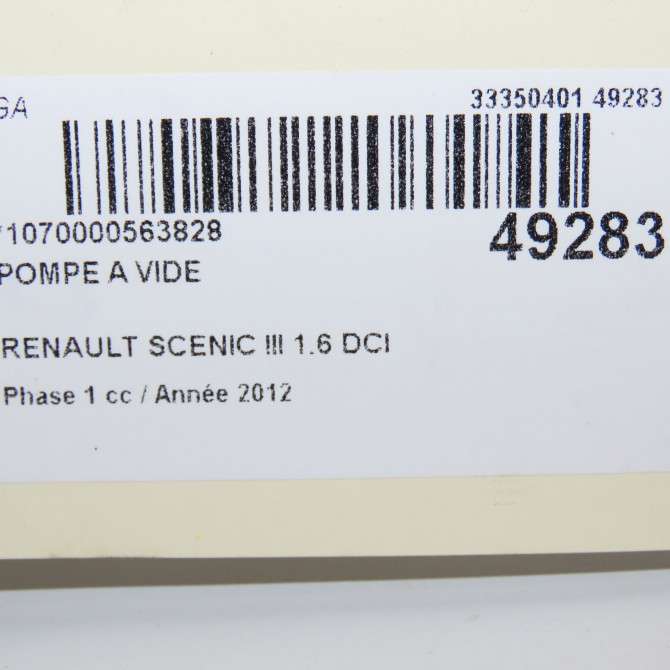 GA
33350401 49283
*1070000563828
49283
POMPE A VIDE
RENAULT SCENIC III 1.6 DCI
Phase 1 cc / Année 2012